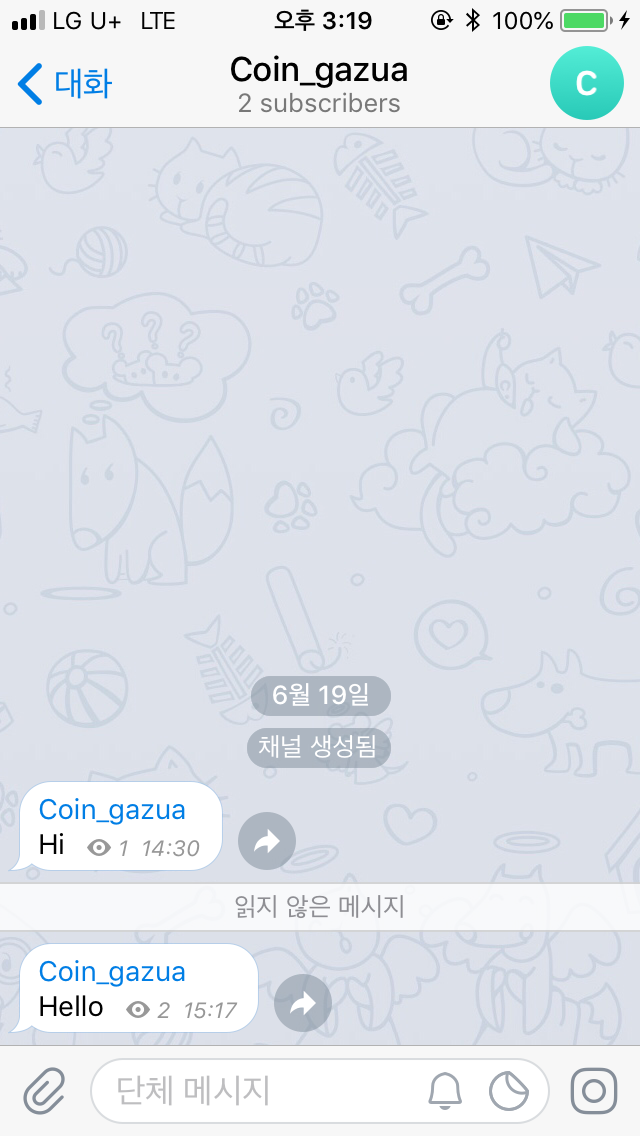 LG U+ LTE 오후 3:19 100%
대화 Coin_gazua C
2 subscribers
? ? ?
6월 19일
채널 생성됨
Coin_gazua
Hi 1 14:30
읽지 않은 메시지
Coin_gazua
Hello 2 15:17
단체 메시지